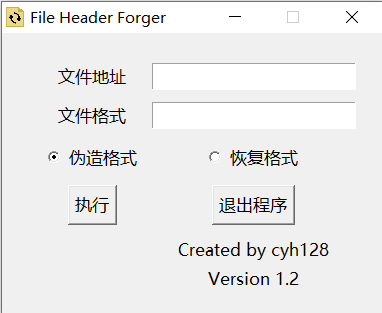 File Header Forger
文件地址
文件格式
伪造格式 恢复格式
执行 退出程序
Created by cyh128
Version 1.2